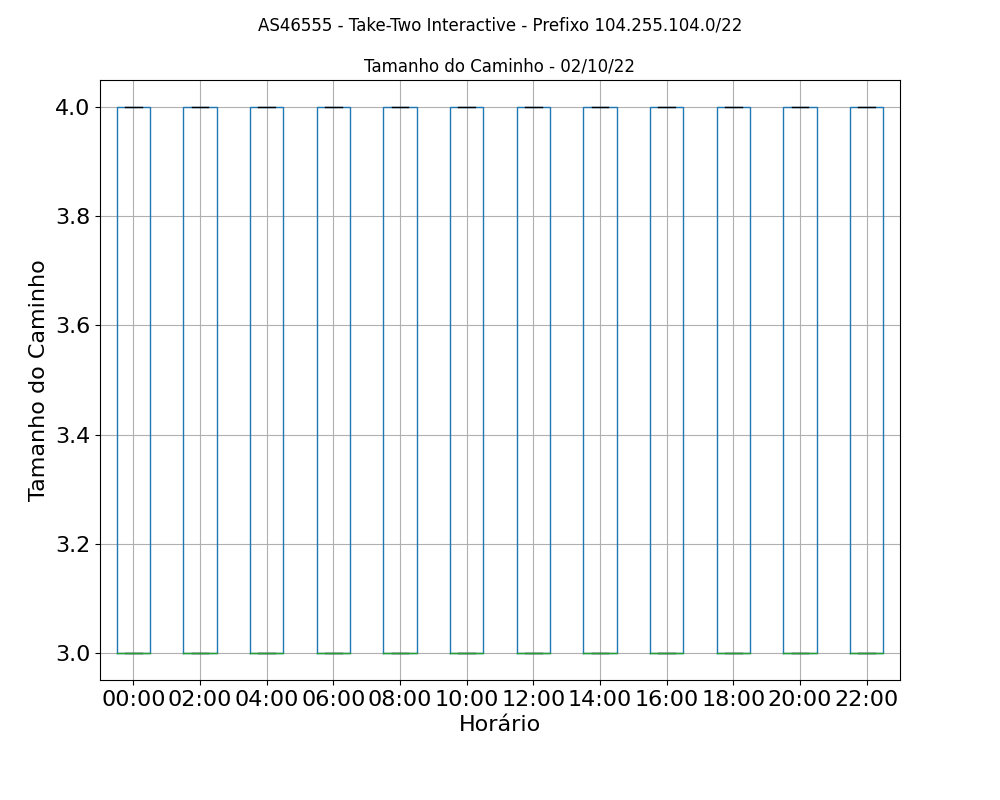 AS46555 - Take-Two Interactive - Prefixo 104.255.104.0/22
Tamanho do Caminho - 02/10/22
4.0
3.8
3.6
3.4
3.2
3.0
Tamanho do Caminho
00:00 02:00 04:00 06:00 08:00 10:00 12:00 14:00 16:00 18:00 20:00 22:00
Horário